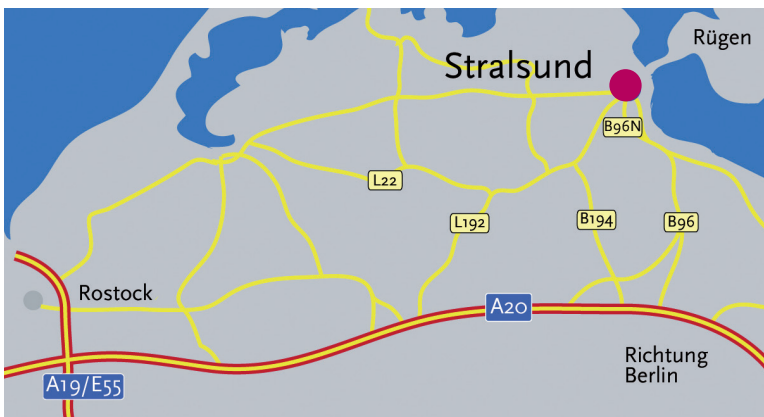 Rügen
Stralsund
B96N
L22
L192
B194
B96
Rostock
A20
Richtung
Berlin
A19/E55